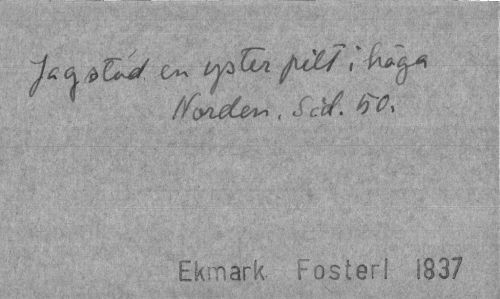 Jag stod en yster pilt i höga
Norden. Sid. 50.
Ekmark Fosterl 1837